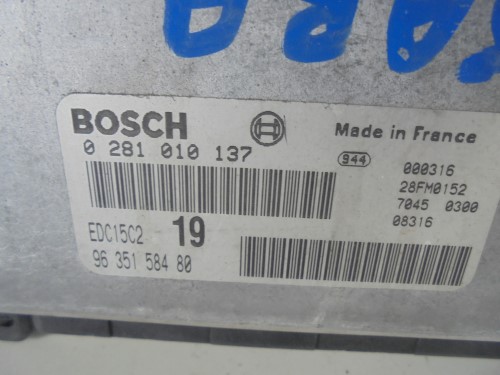 ARA
BOSCH
Made in France
0 281 010 137
944
000316
28FM0152
7045 0300
08316
EDC15C2 19
96 351 584 80